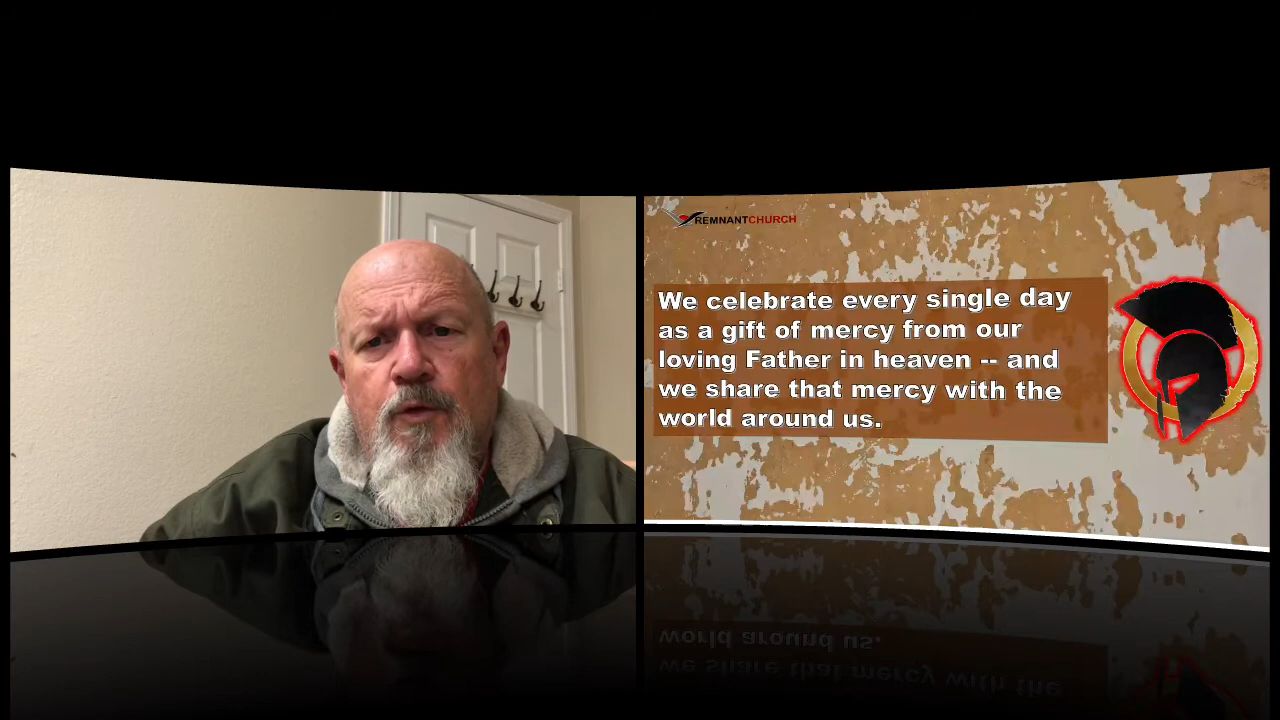 REMNANTCHURCH
We celebrate every single day
as a gift of mercy from our
loving Father in heaven -- and
we share that mercy with the
world around us.